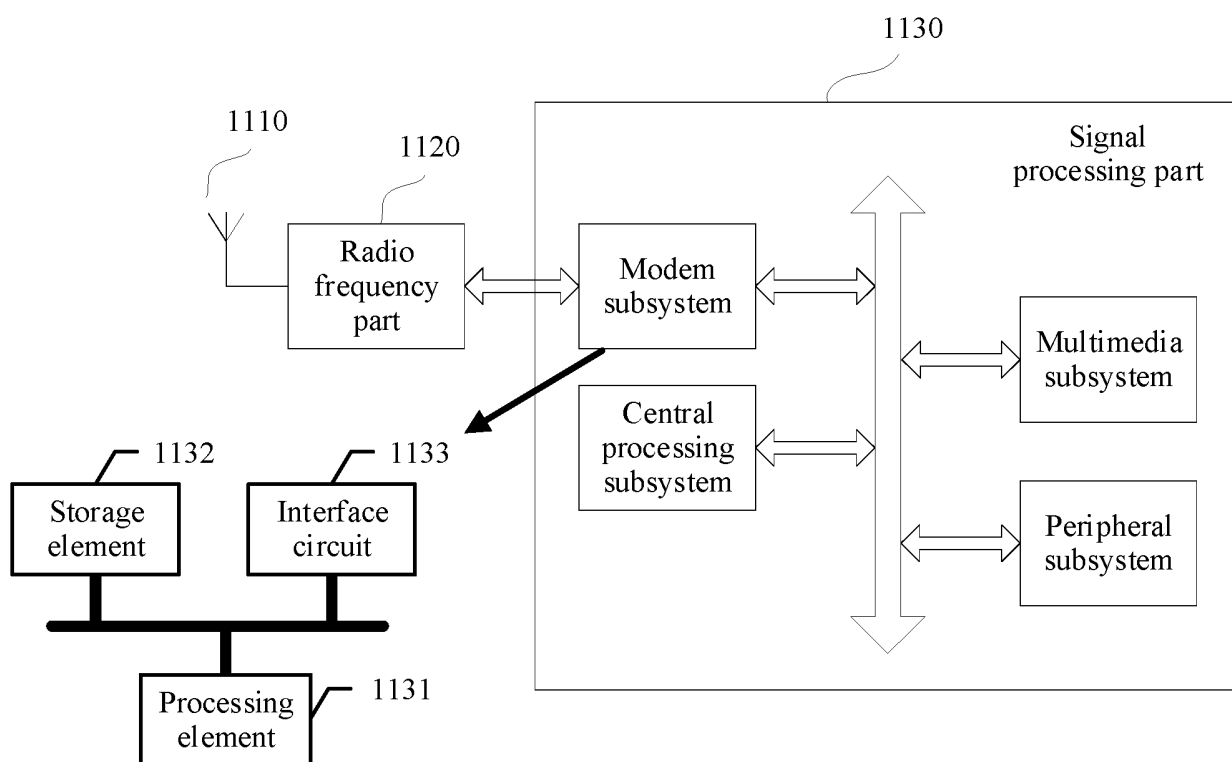 1130
1110
1120
Signal
processing part
Radio
frequency
part
Modem
subsystem
Multimedia
subsystem
Central
processing
subsystem
1132
1133
Storage
element
Interface
circuit
Peripheral
subsystem
1131
Processing
element